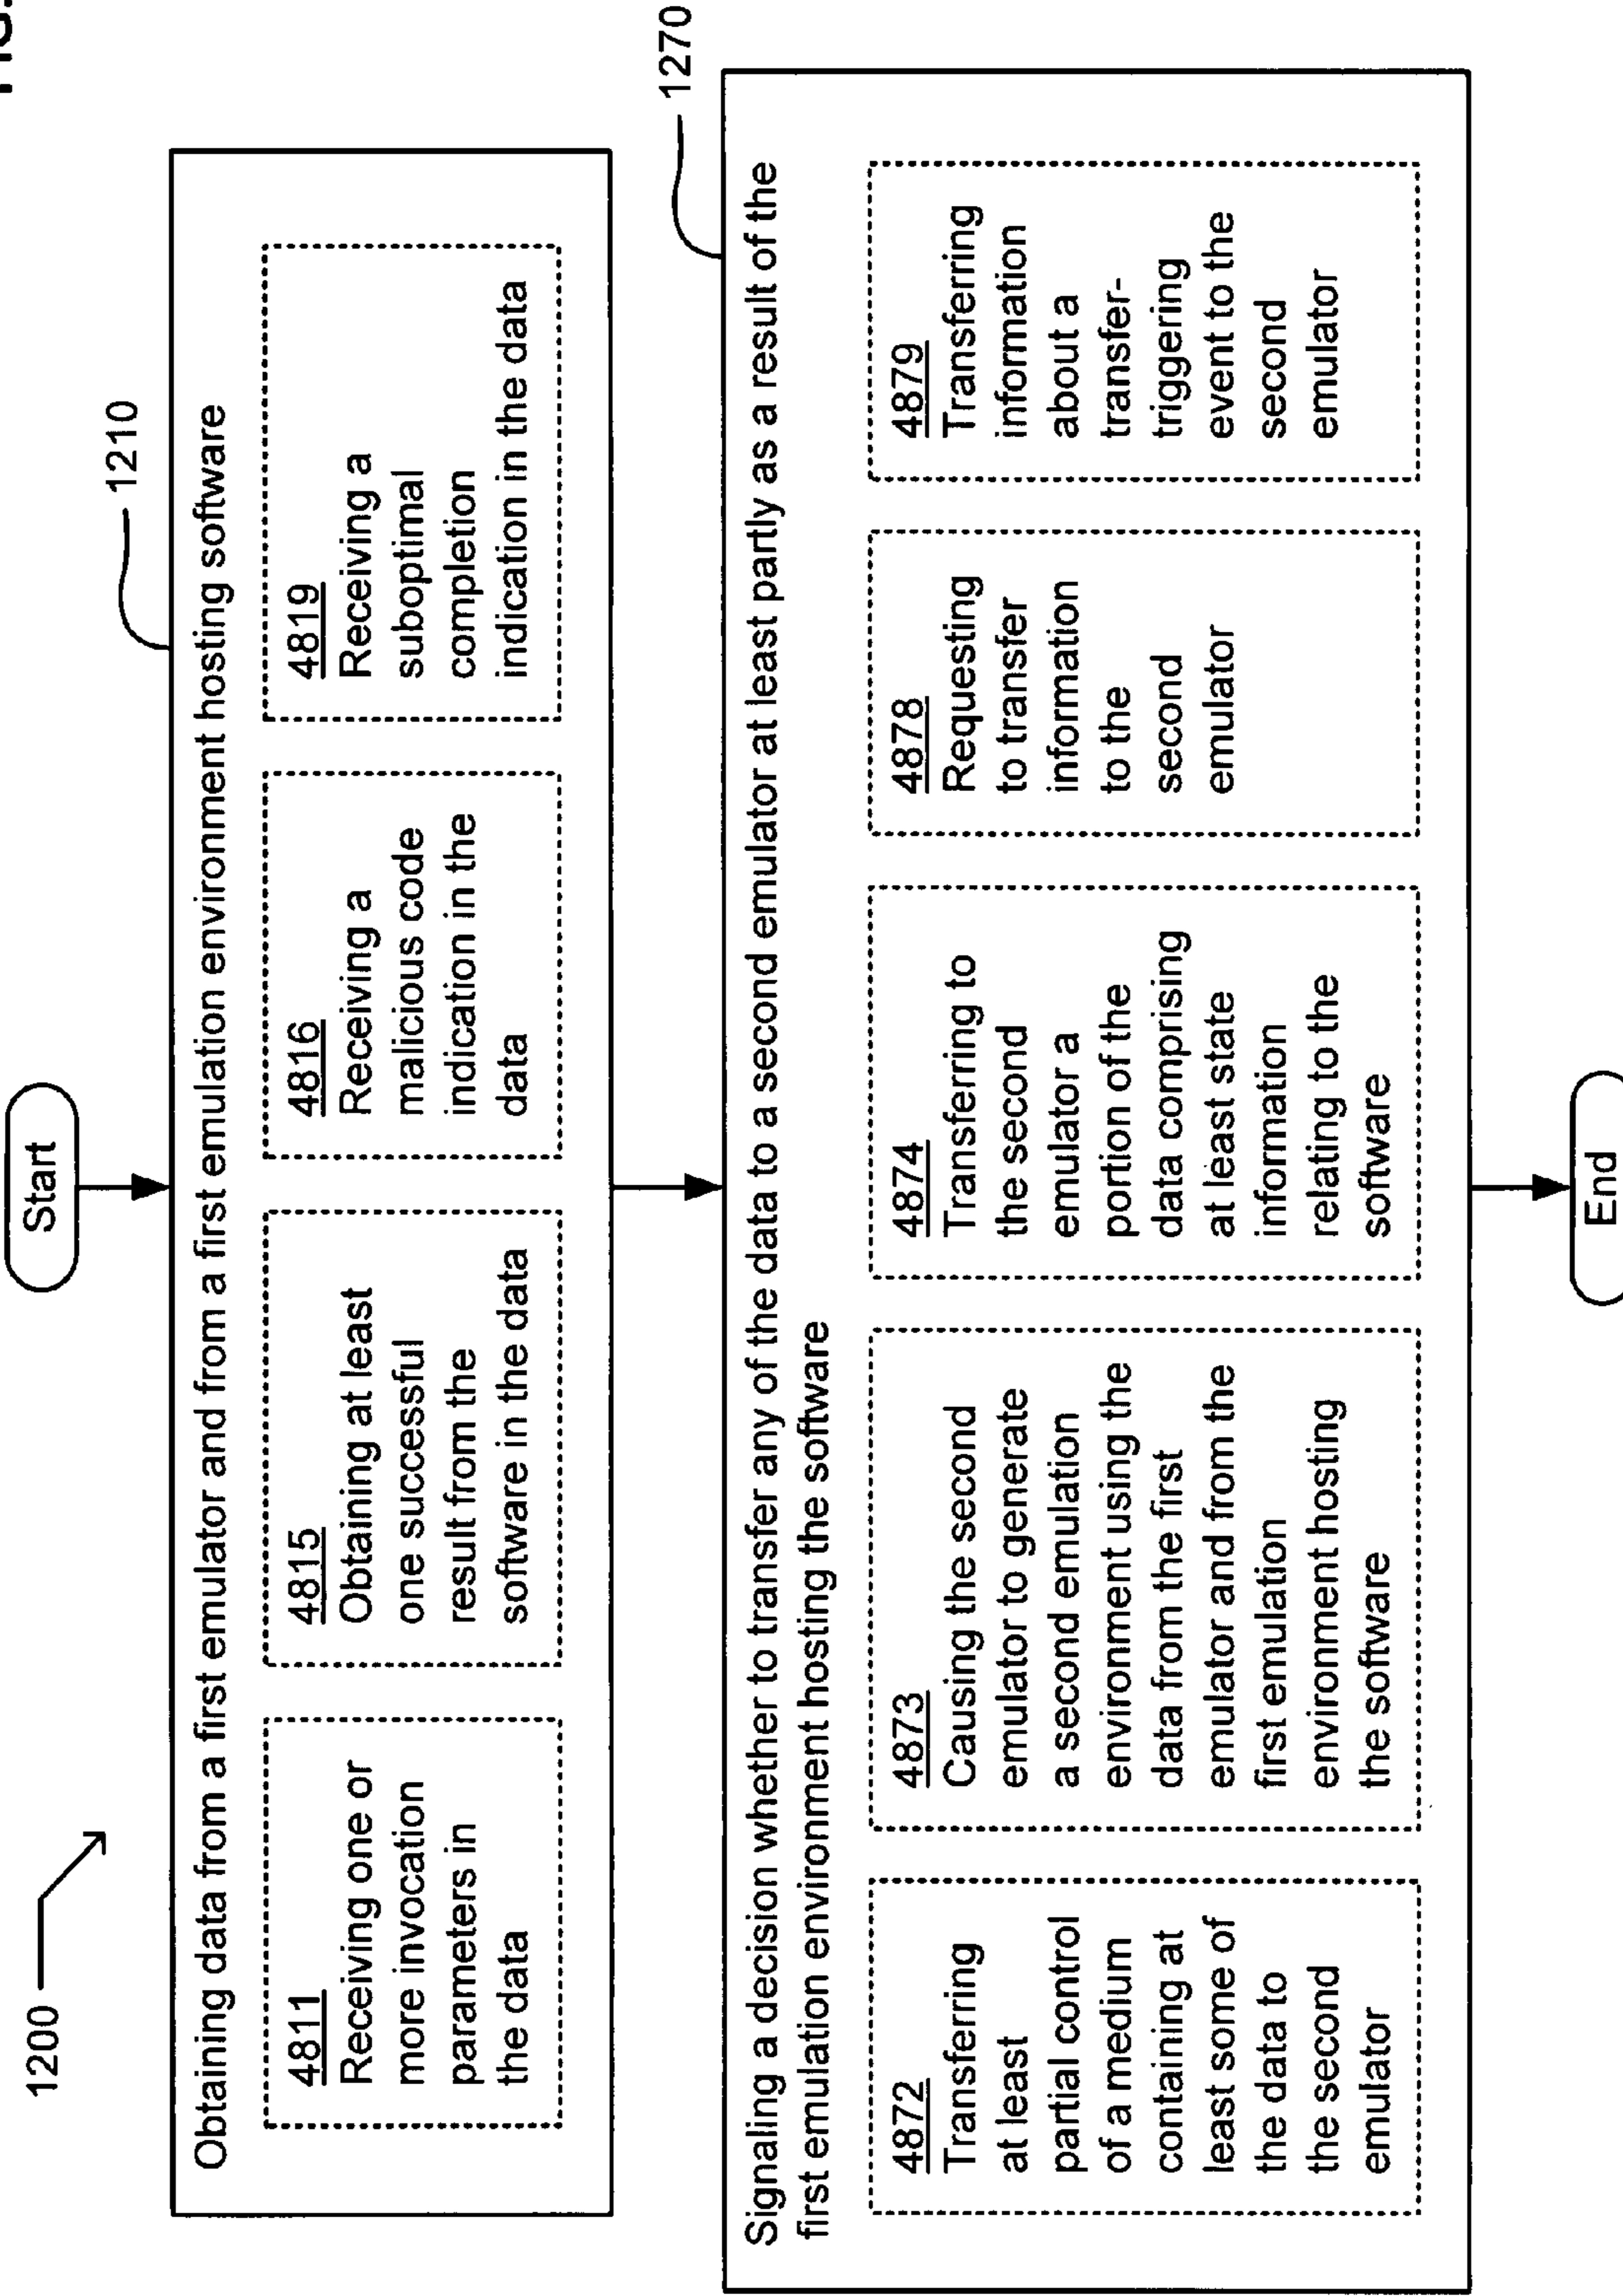 1200
Start
1210
Obtaining data from a first emulator and from a first emulation environment hosting software
4811
Receiving one or
more invocation
parameters in
the data
4815
Obtaining at least
one successful
result from the
software in the data
4816
Receiving a
malicious code
indication in the
data
4819
Receiving a
suboptimal
completion
indication in the data
1270
Signaling a decision whether to transfer any of the data to a second emulator at least partly as a result of the
first emulation environment hosting the software
4872
Transferring
at least
partial control
of a medium
containing at
least some of
the data to
the second
emulator
4873
Causing the second
emulator to generate
a second emulation
environment using the
data from the first
emulator and from the
first emulation
environment hosting
the software
4874
Transferring to
the second
emulator a
portion of the
data comprising
at least state
information
relating to the
software
4878
Requesting
to transfer
information
to the
second
emulator
4879
Transferring
information
about a
transfer-
triggering
event to the
second
emulator
End